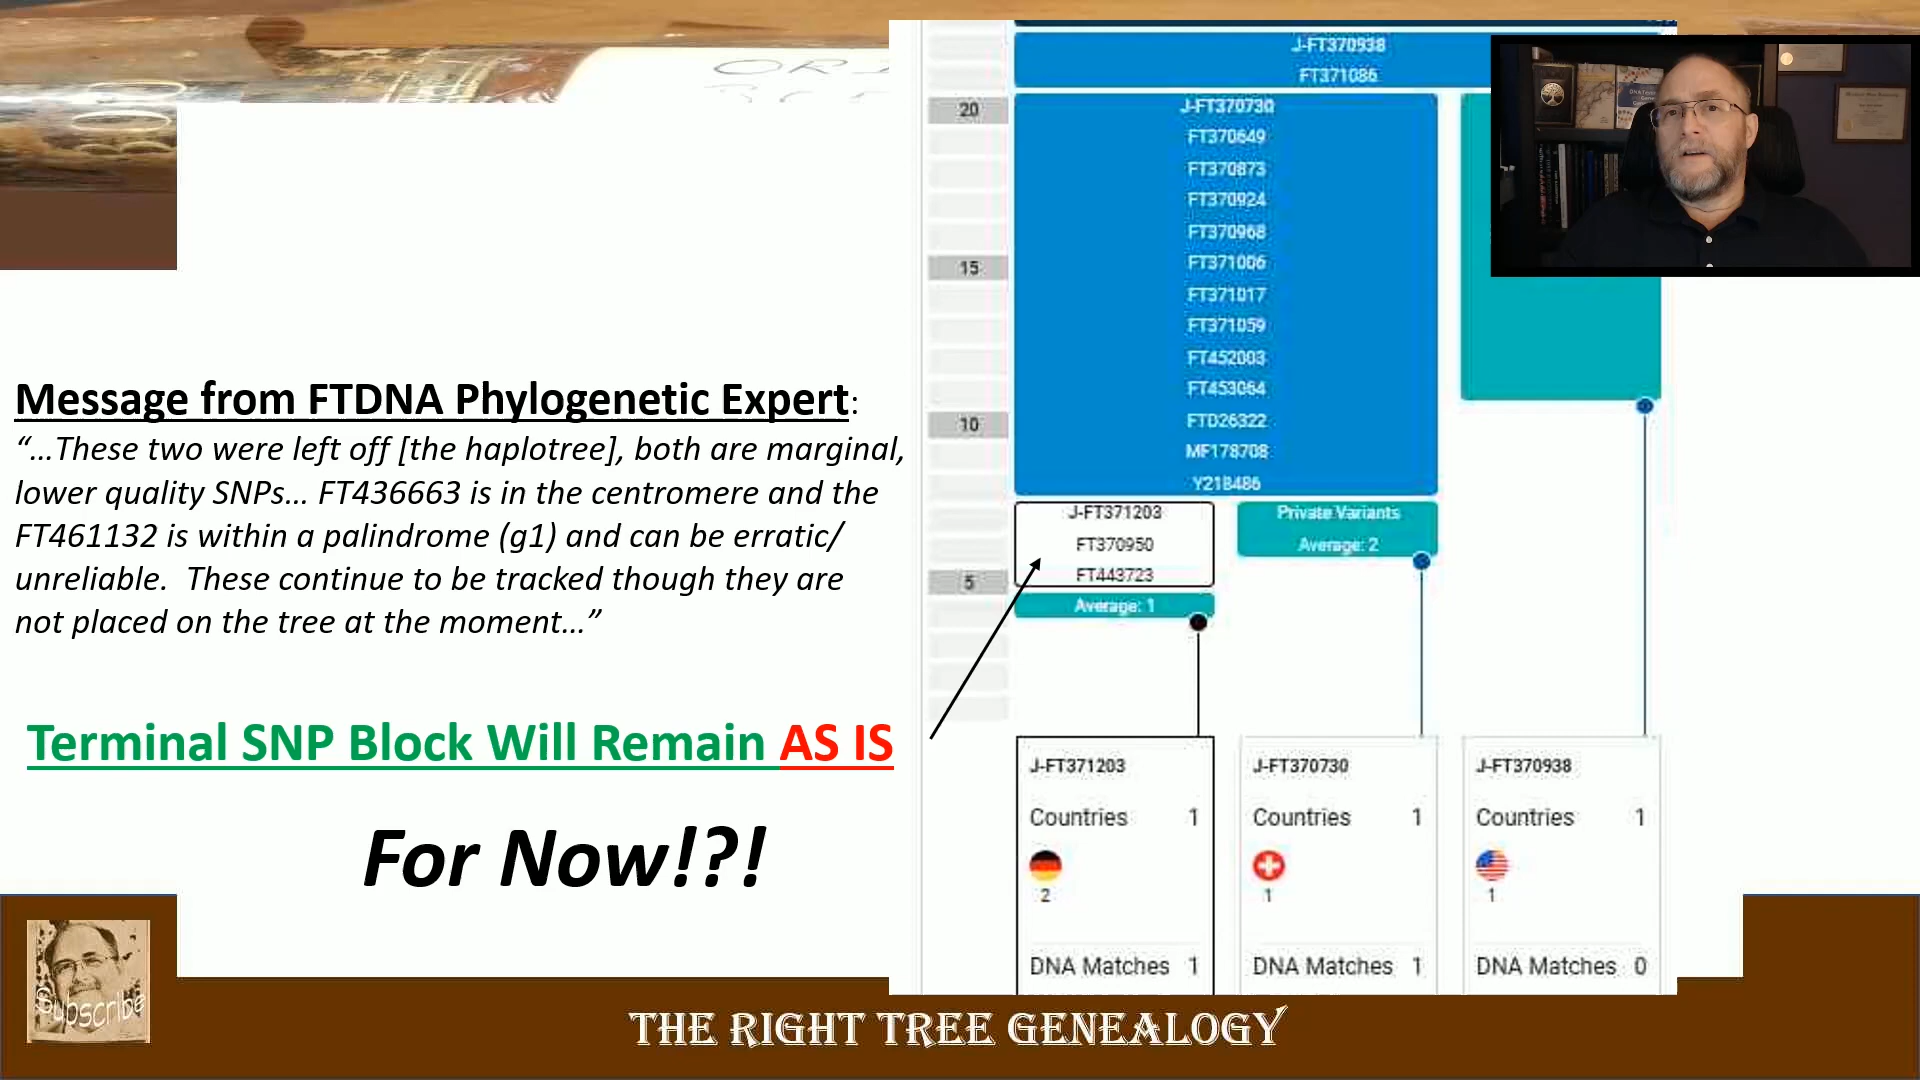 ORI
J-FT370938
FT371086
20
J-FT370730
FT370649
FT370873
FT370924
FT370968
15
FT371006
FT371017
FT371059
FT452003
FT453064
10
FTD26322
MF178708
Y218486
J-FT371203
FT370950
FT443723
5
Average: 1
Private Variants
Average: 2
Message from FTDNA Phylogenetic Expert:
“...These two were left off [the haplotree], both are marginal,
lower quality SNPs... FT436663 is in the centromere and the
FT461132 is within a palindrome (g1) and can be erratic/
unreliable. These continue to be tracked though they are
not placed on the tree at the moment...”
Terminal SNP Block Will Remain AS IS
For Now!?!
J-FT371203
Countries 1
2
DNA Matches 1
J-FT370730
Countries 1
1
DNA Matches 1
J-FT370938
Countries 1
1
DNA Matches 0
Subscribe
THE RIGHT TREE GENEALOGY